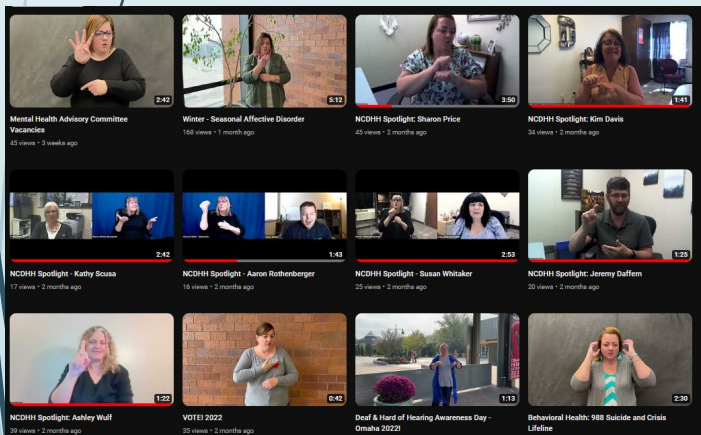 2:42
5:12
3:50
1:41
Mental Health Advisory Committee
Vacancies
45 views • 3 weeks ago
Winter - Seasonal Affective Disorder
168 views • 1 month ago
NCDHH Spotlight: Sharon Price
45 views • 2 months ago
NCDHH Spotlight: Kim Davis
34 views • 2 months ago
2:42
1:43
2:53
1:25
NCDHH Spotlight - Kathy Scusa
17 views • 2 months ago
NCDHH Spotlight - Aaron Rothenberger
16 views • 2 months ago
NCDHH Spotlight - Susan Whitaker
25 views • 2 months ago
NCDHH Spotlight: Jeremy Daffern
20 views • 2 months ago
1:22
0:42
1:13
2:30
NCDHH Spotlight: Ashley Wulf
39 views • 2 months ago
VOTE! 2022
35 views • 2 months ago
Deaf & Hard of Hearing Awareness Day -
Omaha 2022!
Behavioral Health: 988 Suicide and Crisis
Lifeline